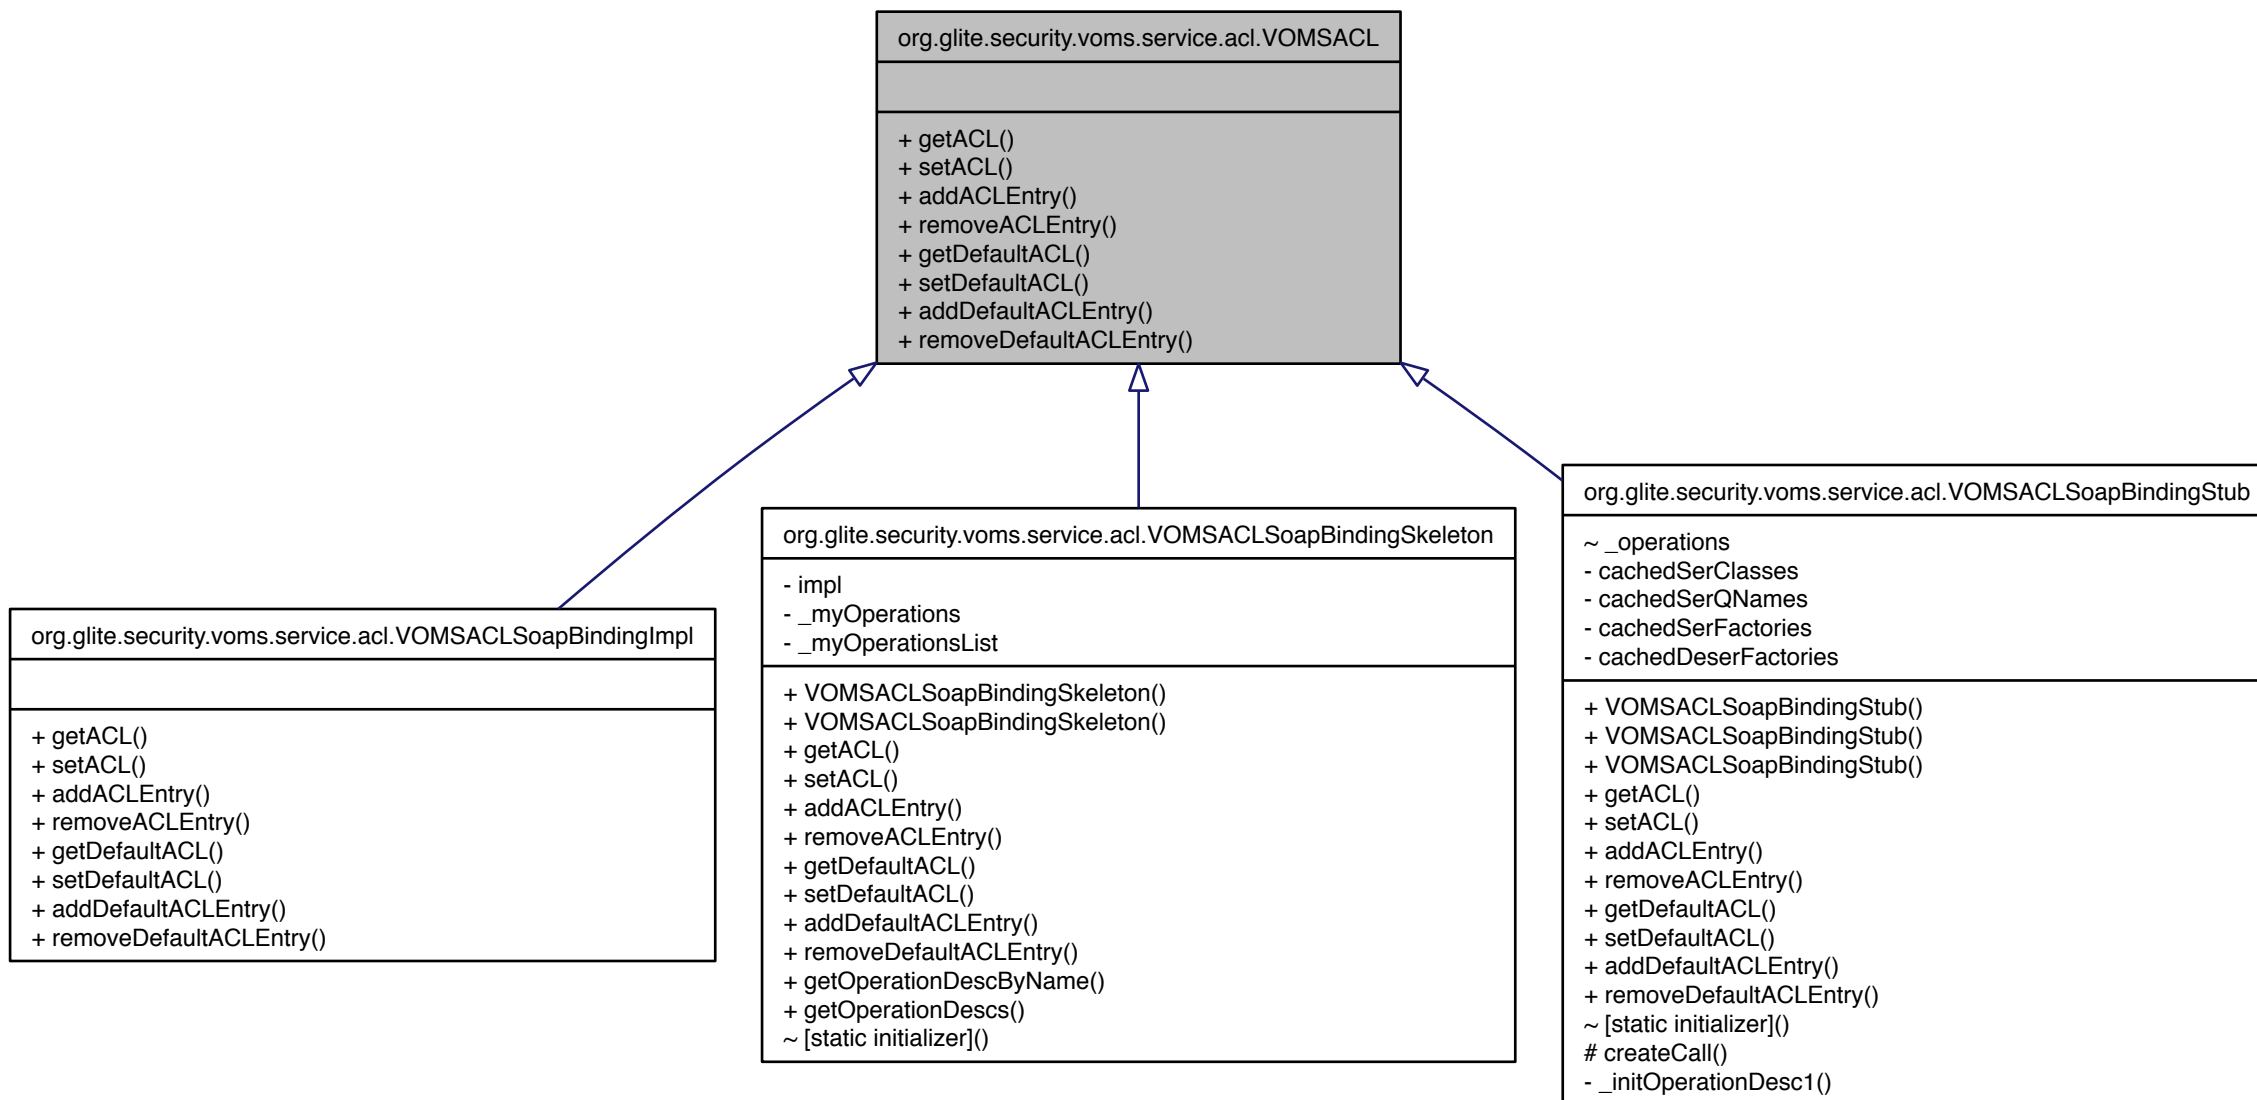 org.glite.security.voms.service.acl.VOMSACL
+ getACL()
+ setACL()
+ addACLEntry()
+ removeACLEntry()
+ getDefaultACL()
+ setDefaultACL()
+ addDefaultACLEntry()
+ removeDefaultACLEntry()
org.glite.security.voms.service.acl.VOMSACLSoapBindingImpl
+ getACL()
+ setACL()
+ addACLEntry()
+ removeACLEntry()
+ getDefaultACL()
+ setDefaultACL()
+ addDefaultACLEntry()
+ removeDefaultACLEntry()
org.glite.security.voms.service.acl.VOMSACLSoapBindingSkeleton
- impl
- _myOperations
- _myOperationsList
+ VOMSACLSoapBindingSkeleton()
+ VOMSACLSoapBindingSkeleton()
+ getACL()
+ setACL()
+ addACLEntry()
+ removeACLEntry()
+ getDefaultACL()
+ setDefaultACL()
+ addDefaultACLEntry()
+ removeDefaultACLEntry()
+ getOperationDescByName()
+ getOperationDescs()
~ [static initializer]()
org.glite.security.voms.service.acl.VOMSACLSoapBindingStub
~ _operations
- cachedSerClasses
- cachedSerQNames
- cachedSerFactories
- cachedDeserFactories
+ VOMSACLSoapBindingStub()
+ VOMSACLSoapBindingStub()
+ VOMSACLSoapBindingStub()
+ getACL()
+ setACL()
+ addACLEntry()
+ removeACLEntry()
+ getDefaultACL()
+ setDefaultACL()
+ addDefaultACLEntry()
+ removeDefaultACLEntry()
~ [static initializer]()
# createCall()
- _initOperationDesc1()